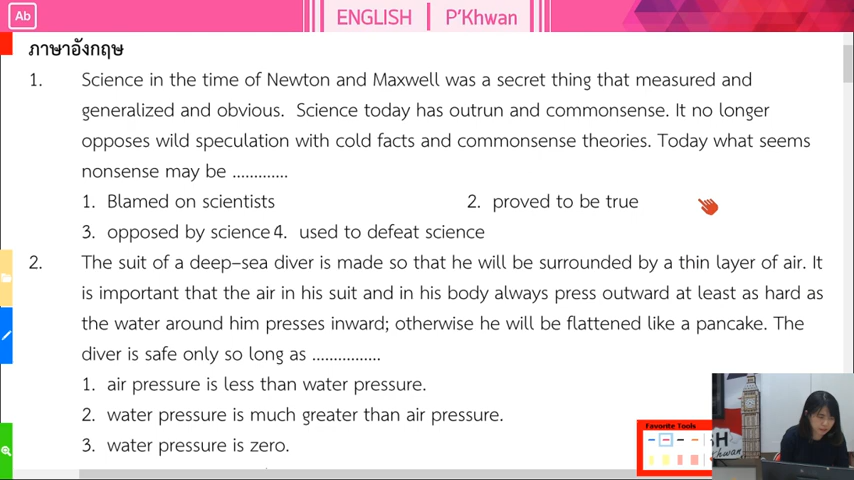 Ab
ENGLISH P'Khwan
ภาษาอังกฤษ
1. Science in the time of Newton and Maxwell was a secret thing that measured and
generalized and obvious. Science today has outrun and commonsense. It no longer
opposes wild speculation with cold facts and commonsense theories. Today what seems
nonsense may be .............
1. Blamed on scientists 2. proved to be true
3. opposed by science 4. used to defeat science
2. The suit of a deep–sea diver is made so that he will be surrounded by a thin layer of air. It
is important that the air in his suit and in his body always press outward at least as hard as
the water around him presses inward; otherwise he will be flattened like a pancake. The
diver is safe only so long as ................
1. air pressure is less than water pressure.
2. water pressure is much greater than air pressure.
3. water pressure is zero.
Favorite Tools
Khwan